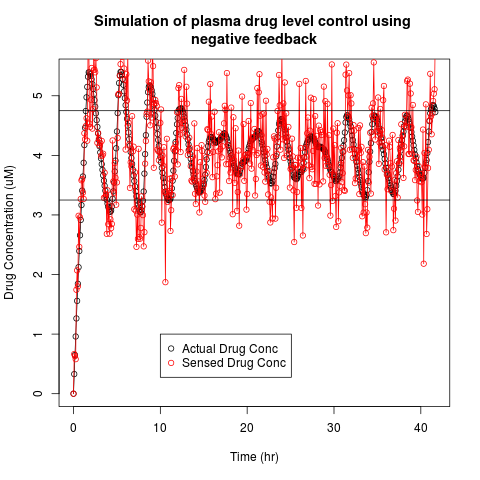 Simulation of plasma drug level control using
negative feedback
Drug Concentration (uM)
5
4
3
2
1
0
Actual Drug Conc
Sensed Drug Conc
0 10 20 30 40
Time (hr)